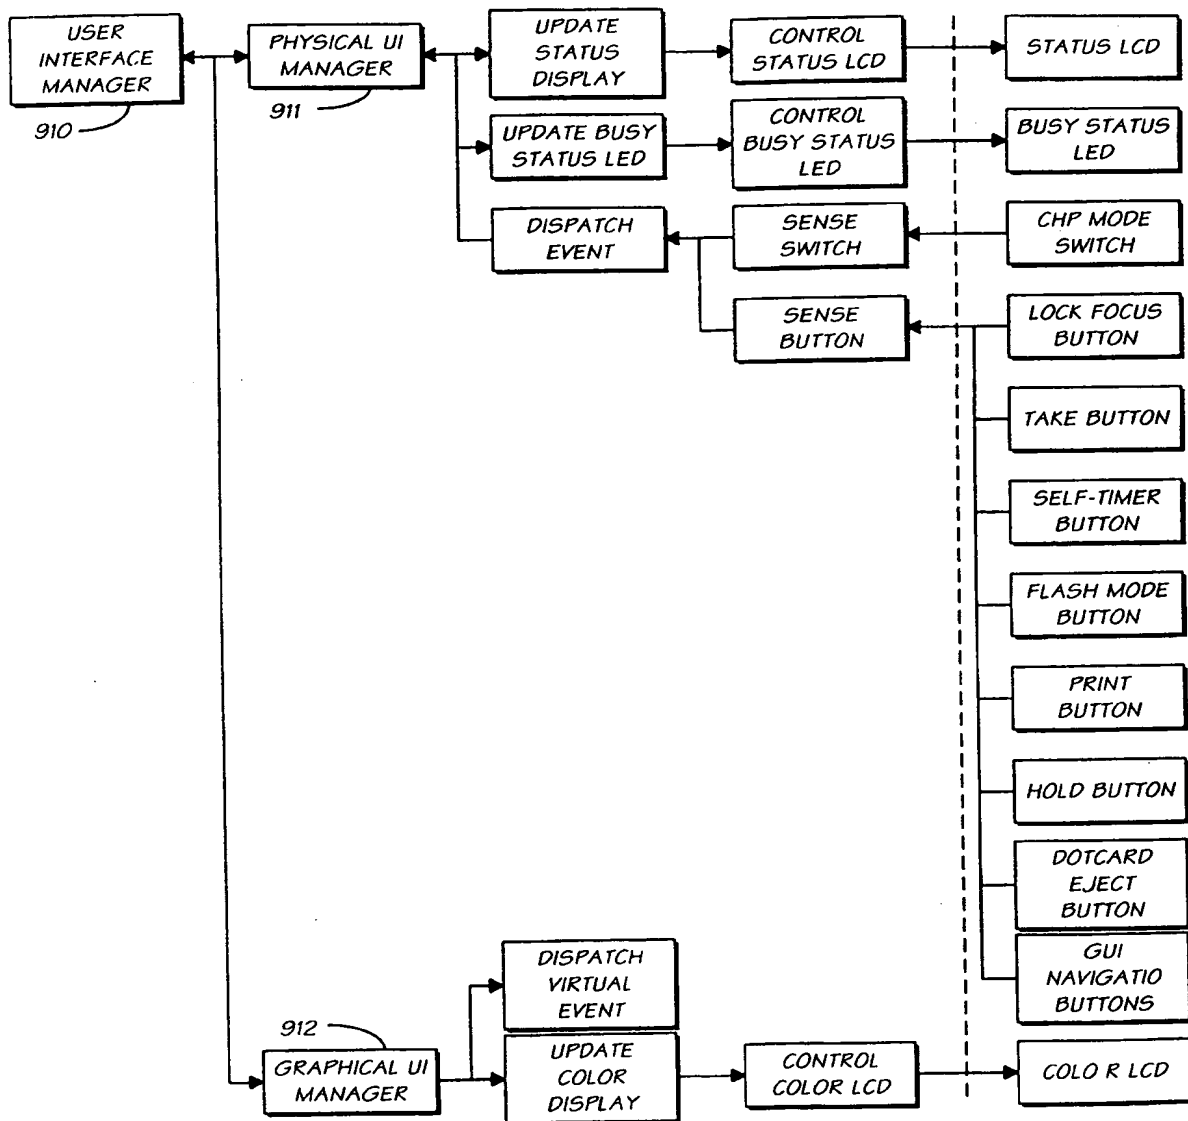 USER
INTERFACE
MANAGER
910
PHYSICAL UI
MANAGER
911
UPDATE
STATUS
DISPLAY
CONTROL
STATUS LCD
STATUS LCD
UPDATE BUSY
STATUS LED
CONTROL
BUSY STATUS
LED
BUSY STATUS
LED
DISPATCH
EVENT
SENSE
SWITCH
CHP MODE
SWITCH
SENSE
BUTTON
LOCK FOCUS
BUTTON
TAKE BUTTON
SELF-TIMER
BUTTON
FLASH MODE
BUTTON
PRINT
BUTTON
HOLD BUTTON
DOTCARD
EJECT
BUTTON
GUI
NAVIGATIO
BUTTONS
DISPATCH
VIRTUAL
EVENT
912
GRAPHICAL UI
MANAGER
UPDATE
COLOR
DISPLAY
CONTROL
COLOR LCD
COLO R LCD